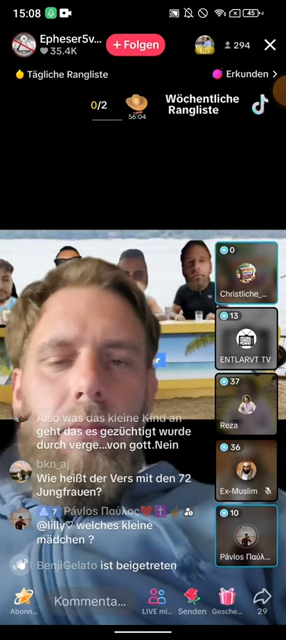 15:08
45
Epheser5v...
35.4K
+ Folgen
294
Tägliche Rangliste
Erkunden >
0/2
56:04
Wöchentliche
Rangliste
0
Christliche_...
13
ENTLARVT TV
37
Reza
36
Ex-Muslim
10
Pávlos Παύλ...
Also was das kleine Kind an
geht das es gezüchtigt wurde
durch verge...von gott.Nein
bkn_aj
Wie heißt der Vers mit den 72
Jungfrauen?
7 Pávlos Παύλος
@lilly♡ welches kleine
mädchen ?
BenjiGelato ist beigetreten
Abonn...
Kommenta...
LIVE mi...
Senden
Gesche...
29